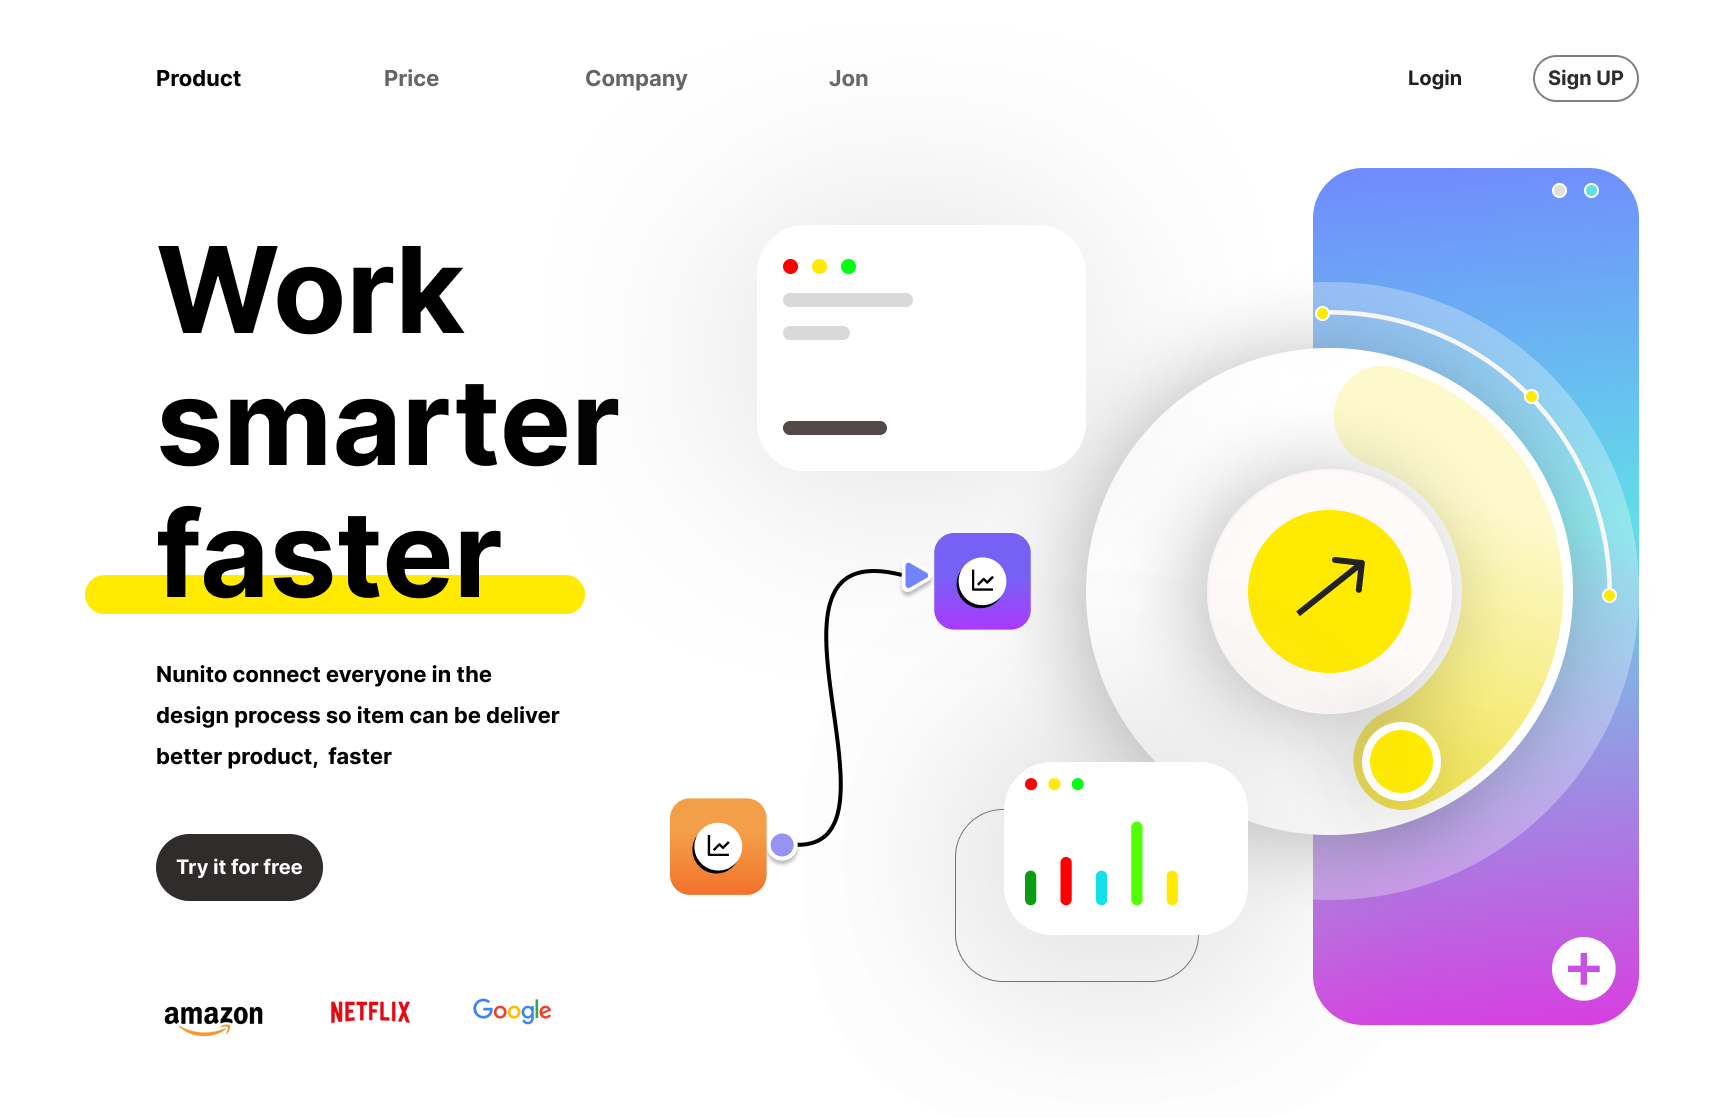 Product Price Company Jon Login Sign UP
Work
smarter
faster
Nunito connect everyone in the
design process so item can be deliver
better product, faster
Try it for free
amazon NETFLIX Google